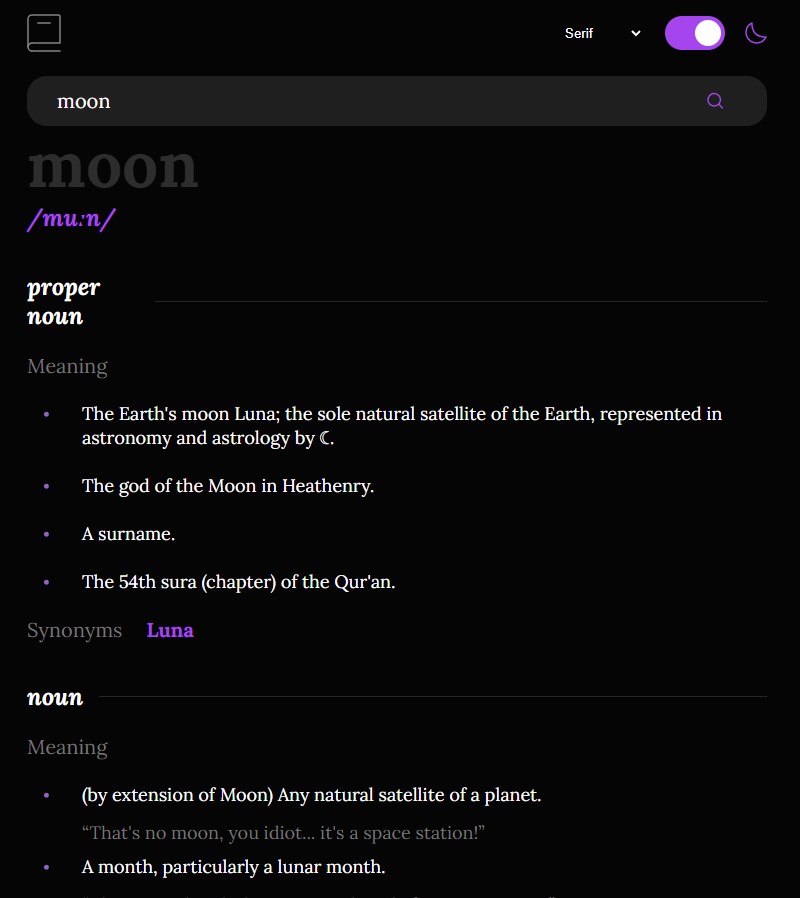 Serif
moon
moon
/muːn/
proper
noun
Meaning
The Earth's moon Luna; the sole natural satellite of the Earth, represented in
astronomy and astrology by ☾.
The god of the Moon in Heathenry.
A surname.
The 54th sura (chapter) of the Qur'an.
Synonyms Luna
noun
Meaning
(by extension of Moon) Any natural satellite of a planet.
“That's no moon, you idiot... it's a space station!”
A month, particularly a lunar month.